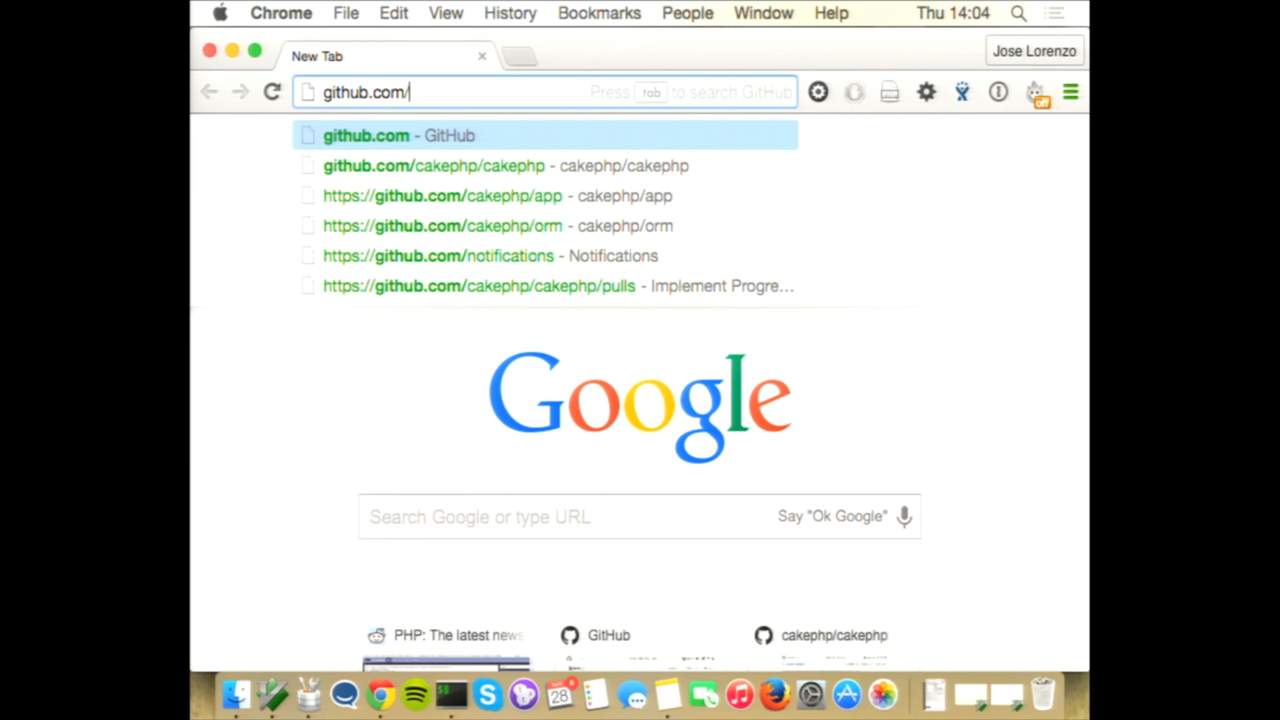 Chrome File Edit View History Bookmarks People Window Help Thu 14:04
New Tab
Jose Lorenzo
github.com/ Press tab to search GitHub
off
github.com - GitHub
github.com/cakephp/cakephp - cakephp/cakephp
https://github.com/cakephp/app - cakephp/app
https://github.com/cakephp/orm - cakephp/orm
https://github.com/notifications - Notifications
https://github.com/cakephp/cakephp/pulls - Implement Progre...
Google
Search Google or type URL Say "Ok Google"
PHP: The latest news GitHub cakephp/cakephp
28